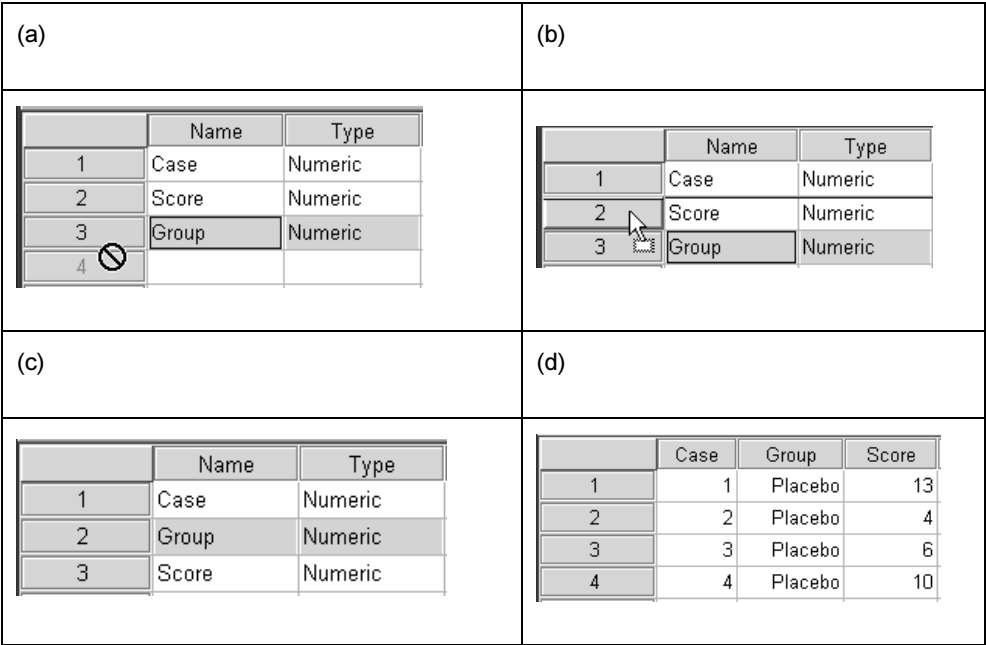 (a) (b)
Name Type
1 Case Numeric
2 Score Numeric
3 Group Numeric
4
Name Type
1 Case Numeric
2 Score Numeric
3 Group Numeric
(c) (d)
Name Type
1 Case Numeric
2 Group Numeric
3 Score Numeric
Case Group Score
1 1 Placebo 13
2 2 Placebo 4
3 3 Placebo 6
4 4 Placebo 10